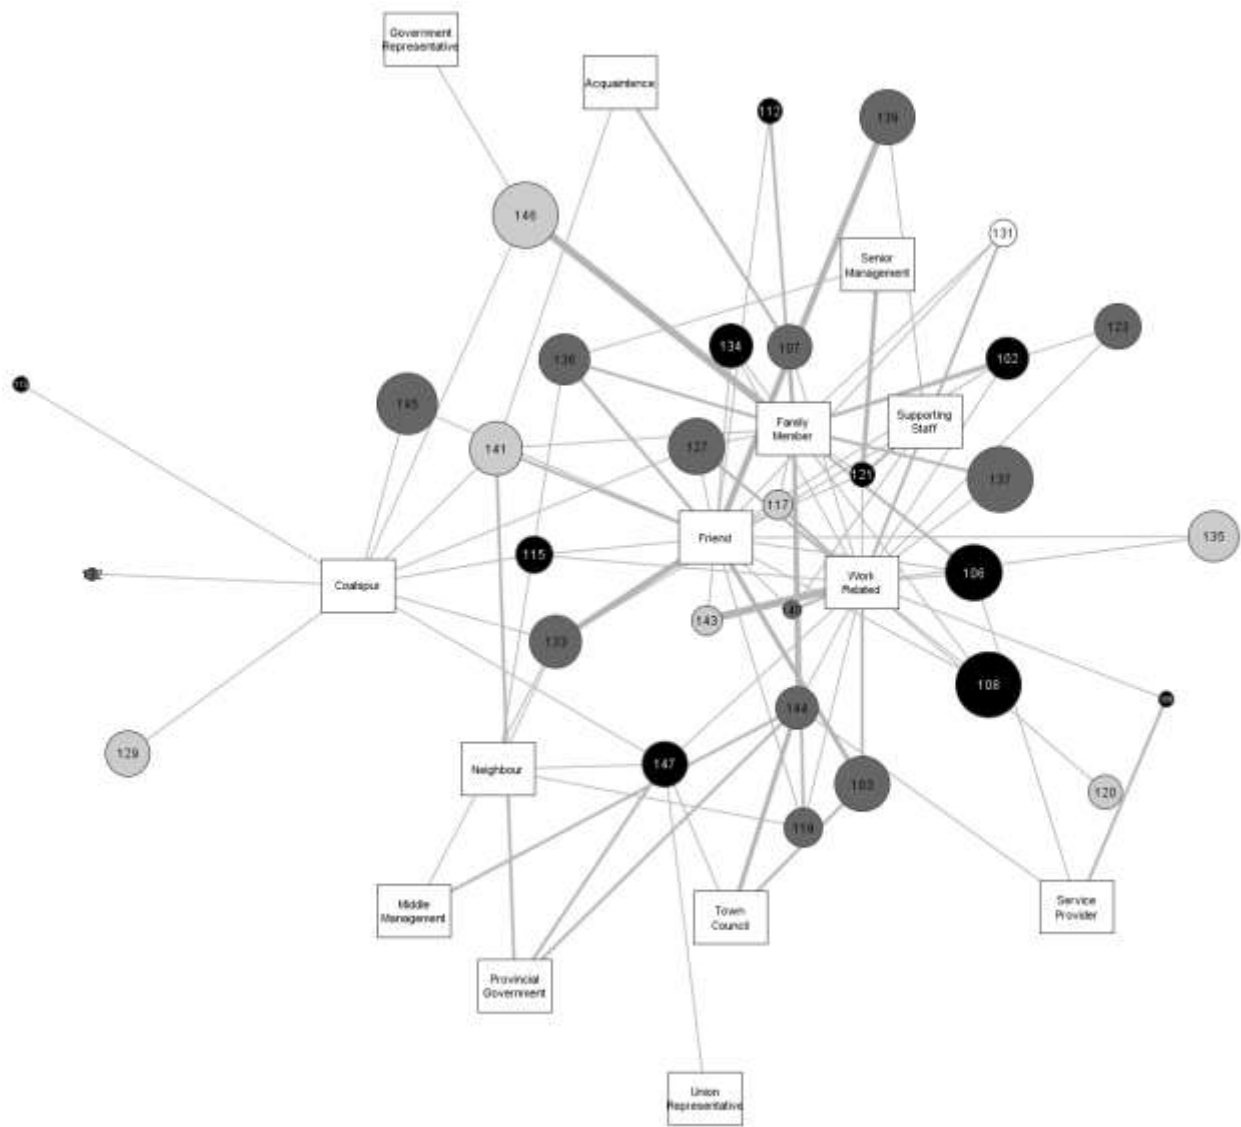 Government
Representative
Acquaintence
112
139
146
131
Senior
Management
123
134
107
136
102
145
Family
Member
Supporting
Staff
141
127
121
137
117
Friend
135
115
Work
Related
106
Coalspur
140
143
133
108
144
129
147
Neighbour
103
120
119
Middle
Management
Town
Council
Service
Provider
Provincial
Government
Union
Representative